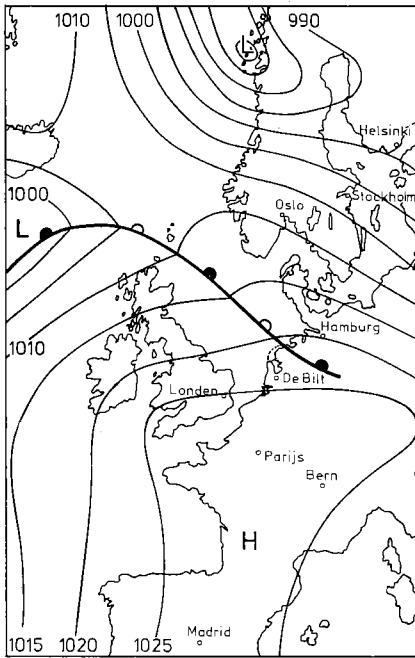 1010
1000
990
L
Helsinki
1000
Stockholm
Oslo
L
1010
Hamburg
De Bilt
Londen
Parijs
Bern
H
Madrid
1015
1020
1025